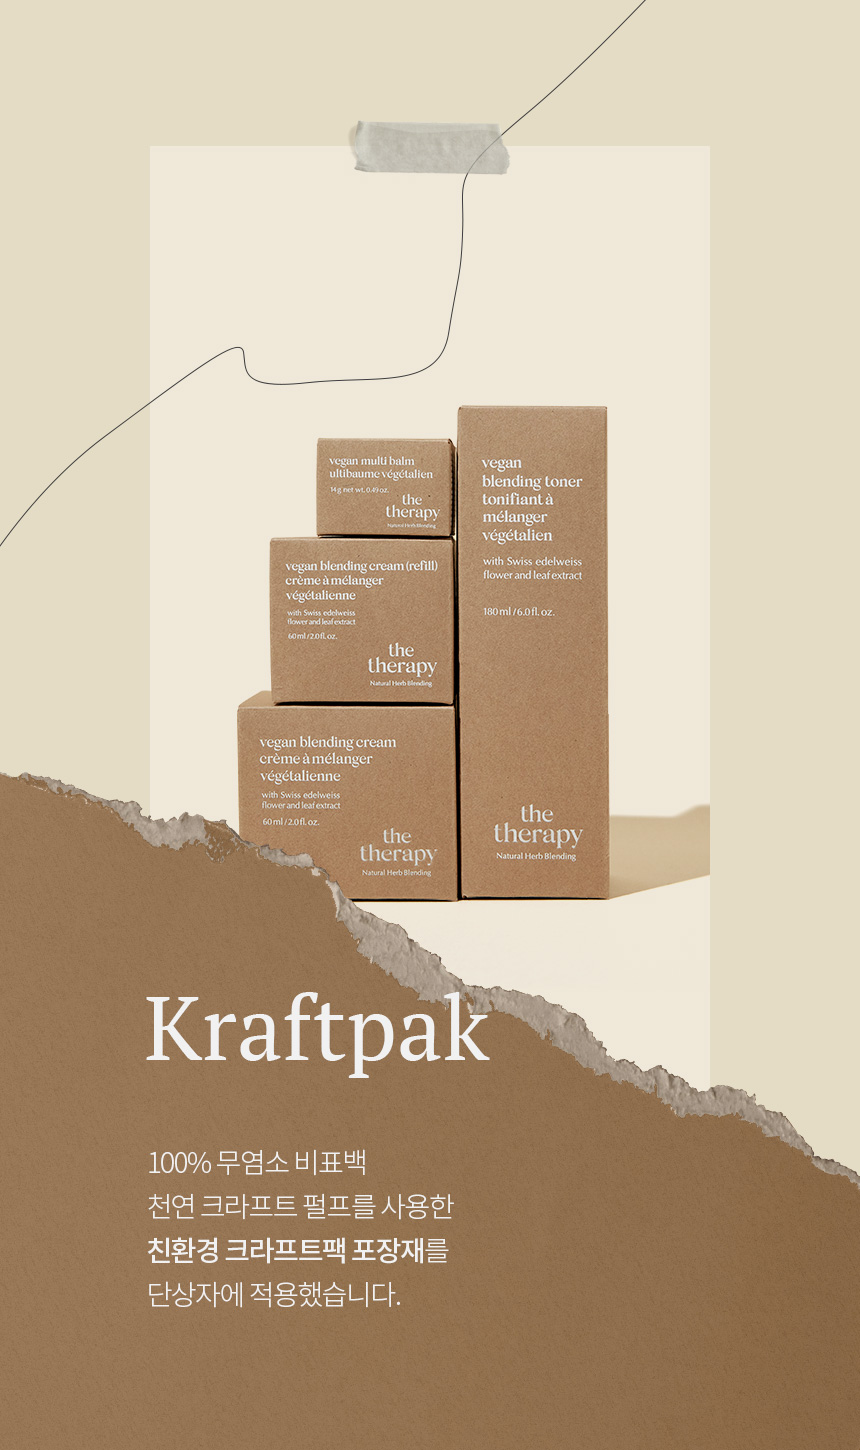 vegan multi balm
ultibaume végétalien
14g net wt. 0.49 oz.
the
therapy
Natural Herb Blending
vegan blending cream (refill)
crème à mélanger
végétalienne
with Swiss edelweiss
flower and leaf extract
60 ml / 2.0 fl. oz.
the
therapy
Natural Herb Blending
vegan blending cream
crème à mélanger
végétalienne
with Swiss edelweiss
flower and leaf extract
60 ml / 2.0 fl. oz.
the
therapy
Natural Herb Blending
vegan
blending toner
tonifiant à
mélanger
végétalien
with Swiss edelweiss
flower and leaf extract
180 ml / 6.0 fl. oz.
the
therapy
Natural Herb Blending
Kraftpak
100% 무염소 비표백
천연 크라프트 펄프를 사용한
친환경 크라프트팩 포장재를
단상자에 적용했습니다.